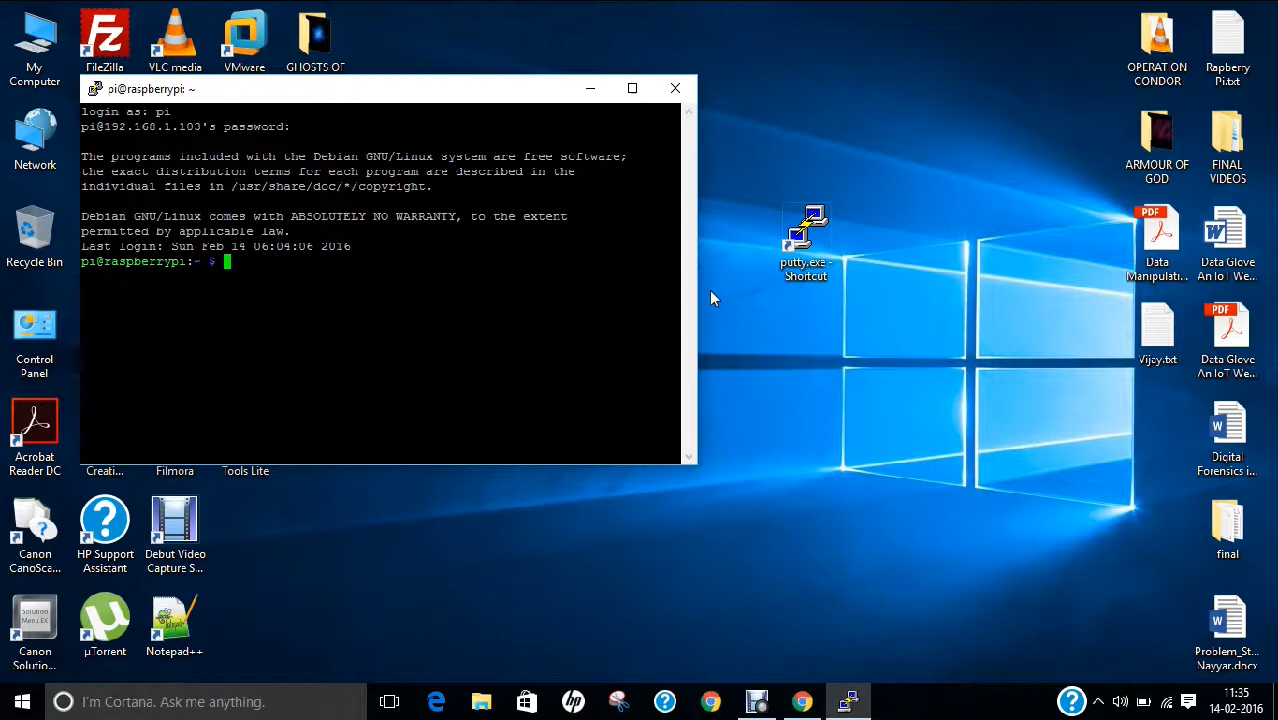 My
Computer
FileZilla
VLC media
VMware
GHOSTS OF
OPERATION
CONDOR
Rapberry
Pi.txt
pi@raspberrypi: ~
login as: pi
pi@192.168.1.103's password:
The programs included with the Debian GNU/Linux system are free software;
the exact distribution terms for each program are described in the
individual files in /usr/share/doc/*/copyright.
Debian GNU/Linux comes with ABSOLUTELY NO WARRANTY, to the extent
permitted by applicable law.
Last login: Sun Feb 14 06:04:06 2016
pi@raspberrypi:~ $
Network
ARMOUR OF
GOD
FINAL
VIDEOS
Recycle Bin
putty.exe -
Shortcut
PDF
Data
Manipulati...
Data Glove
An IoT We...
Control
Panel
Vijay.txt
PDF
Data Glove
An IoT We...
Acrobat
Reader DC
Creati...
Filmora
Tools Lite
Digital
Forensics i...
Canon
CanoSca...
HP Support
Assistant
Debut Video
Capture S...
final
Solution
Menu EX
Canon
Solutio...
µTorrent
Notepad++
Problem_St...
Nayyar.docx
I'm Cortana. Ask me anything.
hp
11:35
14-02-2016